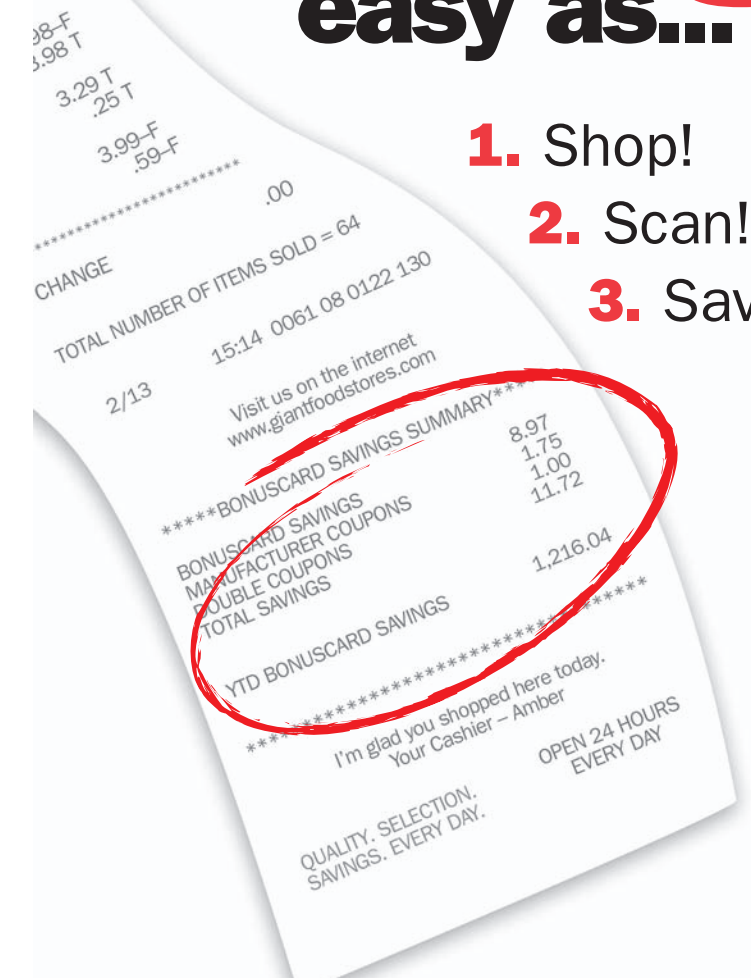 easy as...
1. Shop!
2. Scan!
3.
.98 T
3.29 T
.25 T
3.99–F
.59–F
*************************
.00
CHANGE
TOTAL NUMBER OF ITEMS SOLD = 64
2/13 15:14 0061 08 0122 130
Visit us on the internet
www.giantfoodstores.com
*****BONUSCARD SAVINGS SUMMARY****
BONUSCARD SAVINGS 8.97
MANUFACTURER COUPONS 1.75
DOUBLE COUPONS 1.00
TOTAL SAVINGS 11.72
YTD BONUSCARD SAVINGS 1,216.04
****************************************
I'm glad you shopped here today.
Your Cashier – Amber
QUALITY. SELECTION. OPEN 24 HOURS
SAVINGS. EVERY DAY. EVERY DAY